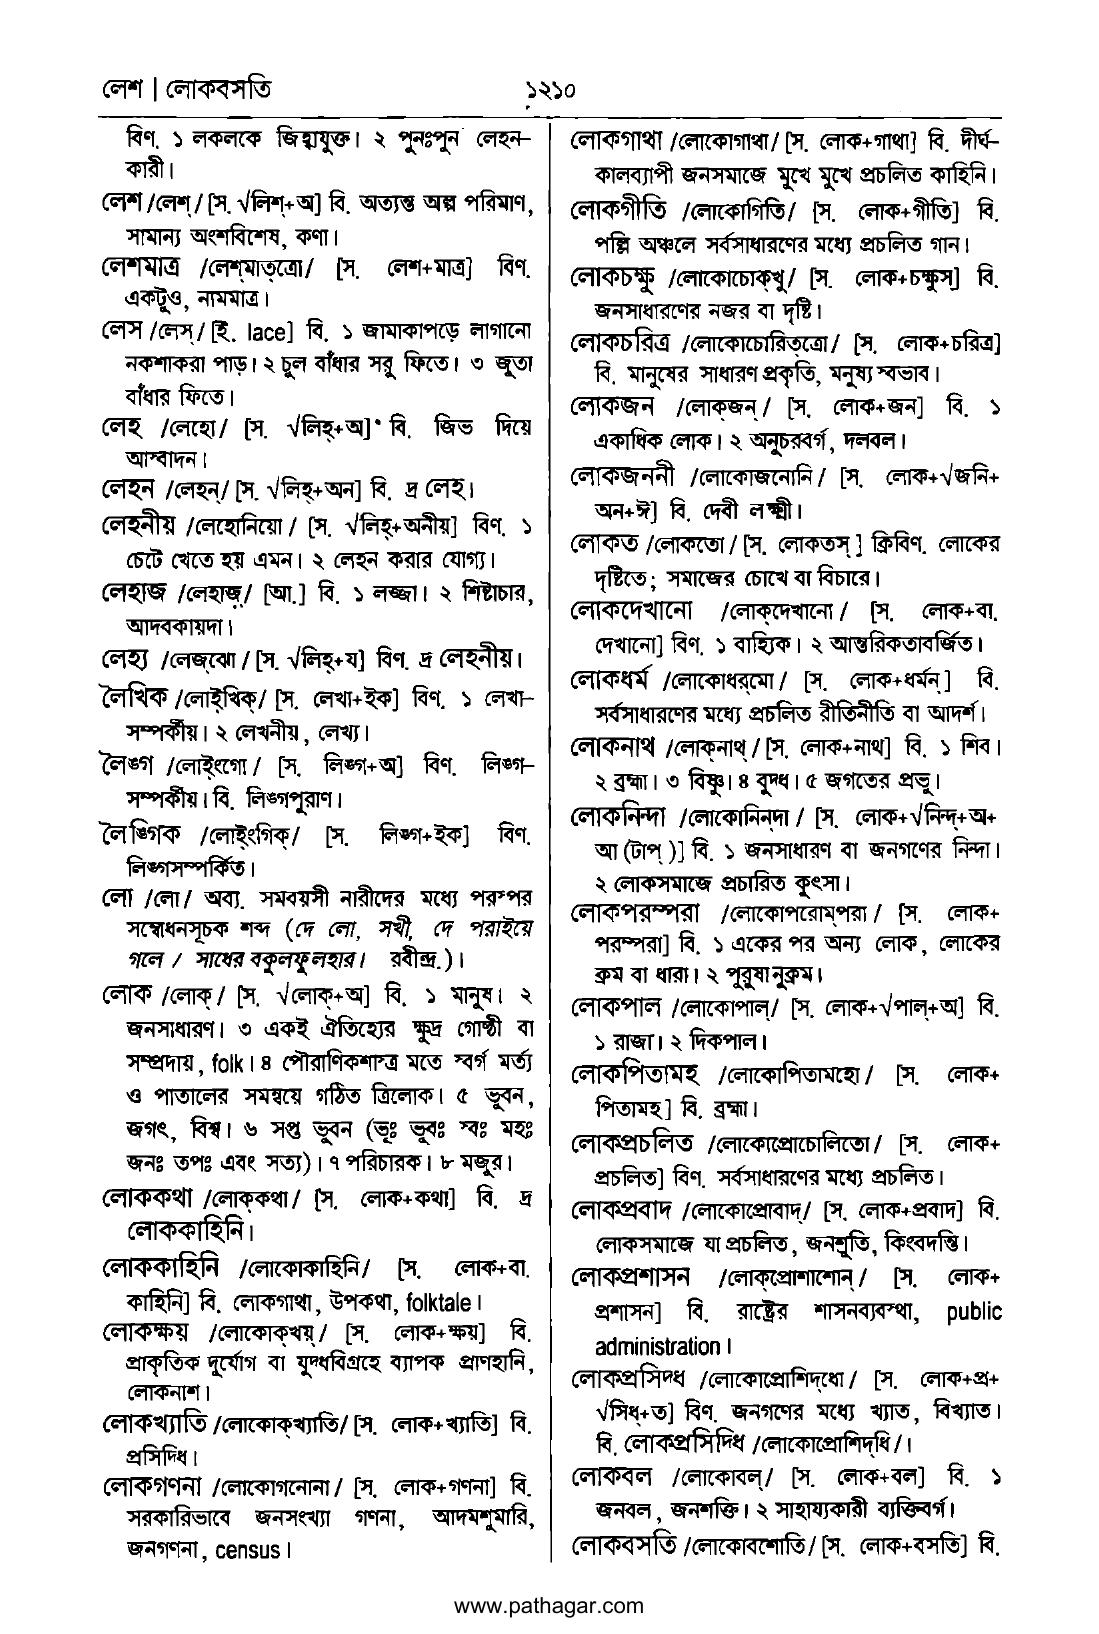 লেশ | লোকবসতি
১২১০
বিণ. ১ লকলকে জিহ্বাযুক্ত। ২ পুনঃপুন লেহন-
কারী।
লেশ /লেশ্/ [স. √লিশ্+অ] বি. অত্যন্ত অল্প পরিমাণ,
সামান্য অংশবিশেষ, কণা।
লেশমাত্র /লেশ্‌মাত্‌ত্রো/ [স. লেশ+মাত্র] বিণ.
একটুও, নামমাত্র।
লেস /লেস্/ [ই. lace] বি. ১ জামাকাপড়ে লাগানো
নকশাকরা পাড়। ২ চুল বাঁধার সরু ফিতে। ৩ জুতা
বাঁধার ফিতে।
লেহ /লেহো/ [স. √লিহ্+অ] বি. জিভ দিয়ে
আস্বাদন।
লেহন /লেহন্/ [স. √লিহ্+অন] বি. দ্র লেহ।
লেহনীয় /লেহোনিয়ো/ [স. √লিহ্+অনীয়] বিণ. ১
চেটে খেতে হয় এমন। ২ লেহন করার যোগ্য।
লেহাজ /লেহাজ়্/ [আ.] বি. ১ লজ্জা। ২ শিষ্টাচার,
আদবকায়দা।
লেহ্য /লেজ্‌ঝো/ [স. √লিহ্+য] বিণ. দ্র লেহনীয়।
লৈখিক /লোইখিক্/ [স. লেখা+ইক] বিণ. ১ লেখা-
সম্পর্কীয়। ২ লেখনীয়, লেখ্য।
লৈঙ্গ /লোইংগো/ [স. লিঙ্গ+অ] বিণ. লিঙ্গ-
সম্পর্কীয়। বি. লিঙ্গপুরাণ।
লৈঙ্গিক /লোইংগিক্/ [স. লিঙ্গ+ইক] বিণ.
লিঙ্গসম্পর্কিত।
লো /লো/ অব্য. সমবয়সী নারীদের মধ্যে পরস্পর
সম্বোধনসূচক শব্দ (দে লো, সখী, দে পরাইয়ে
গলে / সাধের বকুলফুলহার। রবীন্দ্র.)।
লোক /লোক্/ [স. √লোক্+অ] বি. ১ মানুষ। ২
জনসাধারণ। ৩ একই ঐতিহ্যের ক্ষুদ্র গোষ্ঠী বা
সম্প্রদায়, folk। ৪ পৌরাণিকশাস্ত্র মতে স্বর্গ মর্ত্য
ও পাতালের সমন্বয়ে গঠিত ত্রিলোক। ৫ ভুবন,
জগৎ, বিশ্ব। ৬ সপ্ত ভুবন (ভূঃ ভুবঃ স্বঃ মহঃ
জনঃ তপঃ এবং সত্য)। ৭ পরিচারক। ৮ মজুর।
লোককথা /লোক্‌কথা/ [স. লোক+কথা] বি. দ্র
লোককাহিনি।
লোককাহিনি /লোকোকাহিনি/ [স. লোক+বা.
কাহিনি] বি. লোকগাথা, উপকথা, folktale।
লোকক্ষয় /লোকোক্‌খয়্/ [স. লোক+ক্ষয়] বি.
প্রাকৃতিক দুর্যোগ বা যুদ্ধবিগ্রহে ব্যাপক প্রাণহানি,
লোকনাশ।
লোকখ্যাতি /লোকোক্‌খ্যাতি/ [স. লোক+খ্যাতি] বি.
প্রসিদ্ধি।
লোকগণনা /লোকোগনোনা/ [স. লোক+গণনা] বি.
সরকারিভাবে জনসংখ্যা গণনা, আদমশুমারি,
জনগণনা, census।
লোকগাথা /লোকোগাথা/ [স. লোক+গাথা] বি. দীর্ঘ-
কালব্যাপী জনসমাজে মুখে মুখে প্রচলিত কাহিনি।
লোকগীতি /লোকোগিতি/ [স. লোক+গীতি] বি.
পল্লি অঞ্চলে সর্বসাধারণের মধ্যে প্রচলিত গান।
লোকচক্ষু /লোকোচোক্‌খু/ [স. লোক+চক্ষুস্] বি.
জনসাধারণের নজর বা দৃষ্টি।
লোকচরিত্র /লোকোচোরিত্‌ত্রো/ [স. লোক+চরিত্র]
বি. মানুষের সাধারণ প্রকৃতি, মনুষ্য স্বভাব।
লোকজন /লোক্‌জন্/ [স. লোক+জন] বি. ১
একাধিক লোক। ২ অনুচরবর্গ, দলবল।
লোকজননী /লোকোজনোনি/ [স. লোক+√জনি+
অন+ঈ] বি. দেবী লক্ষ্মী।
লোকত /লোকতো/ [স. লোকতস্ ] ক্রিবিণ. লোকের
দৃষ্টিতে; সমাজের চোখে বা বিচারে।
লোকদেখানো /লোক্‌দেখানো/ [স. লোক+বা.
দেখানো] বিণ. ১ বাহ্যিক। ২ আন্তরিকতাবর্জিত।
লোকধর্ম /লোকোধর্‌মো/ [স. লোক+ধর্মন্] বি.
সর্বসাধারণের মধ্যে প্রচলিত রীতিনীতি বা আদর্শ।
লোকনাথ /লোক্‌নাথ্/ [স. লোক+নাথ] বি. ১ শিব।
২ ব্রহ্মা। ৩ বিষ্ণু। ৪ বুদ্ধ। ৫ জগতের প্রভু।
লোকনিন্দা /লোকোনিন্‌দা/ [স. লোক+√নিন্দ্+অ+
আ (টাপ্ )] বি. ১ জনসাধারণ বা জনগণের নিন্দা।
২ লোকসমাজে প্রচারিত কুৎসা।
লোকপরম্পরা /লোকোপরোম্‌পরা/ [স. লোক+
পরম্পরা] বি. ১ একের পর অন্য লোক, লোকের
ক্রম বা ধারা। ২ পুরুষানুক্রম।
লোকপাল /লোকোপাল্/ [স. লোক+√পাল্+অ] বি.
১ রাজা। ২ দিকপাল।
লোকপিতামহ /লোকোপিতামহো/ [স. লোক+
পিতামহ] বি. ব্রহ্মা।
লোকপ্রচলিত /লোকোপ্রোচোলিতো/ [স. লোক+
প্রচলিত] বিণ. সর্বসাধারণের মধ্যে প্রচলিত।
লোকপ্রবাদ /লোকোপ্রোবাদ্/ [স. লোক+প্রবাদ] বি.
লোকসমাজে যা প্রচলিত, জনশ্রুতি, কিংবদন্তি।
লোকপ্রশাসন /লোক্‌প্রোশাশোন্/ [স. লোক+
প্রশাসন] বি. রাষ্ট্রের শাসনব্যবস্থা, public
administration।
লোকপ্রসিদ্ধ /লোকোপ্রোশিদ্‌ধো/ [স. লোক+প্র+
√সিধ্+ত] বিণ. জনগণের মধ্যে খ্যাত, বিখ্যাত।
বি. লোকপ্রসিদ্ধি /লোকোপ্রোশিদ্‌ধি/।
লোকবল /লোকোবল্/ [স. লোক+বল] বি. ১
জনবল, জনশক্তি। ২ সাহায্যকারী ব্যক্তিবর্গ।
লোকবসতি /লোকোবশোতি/ [স. লোক+বসতি] বি.
www.pathagar.com